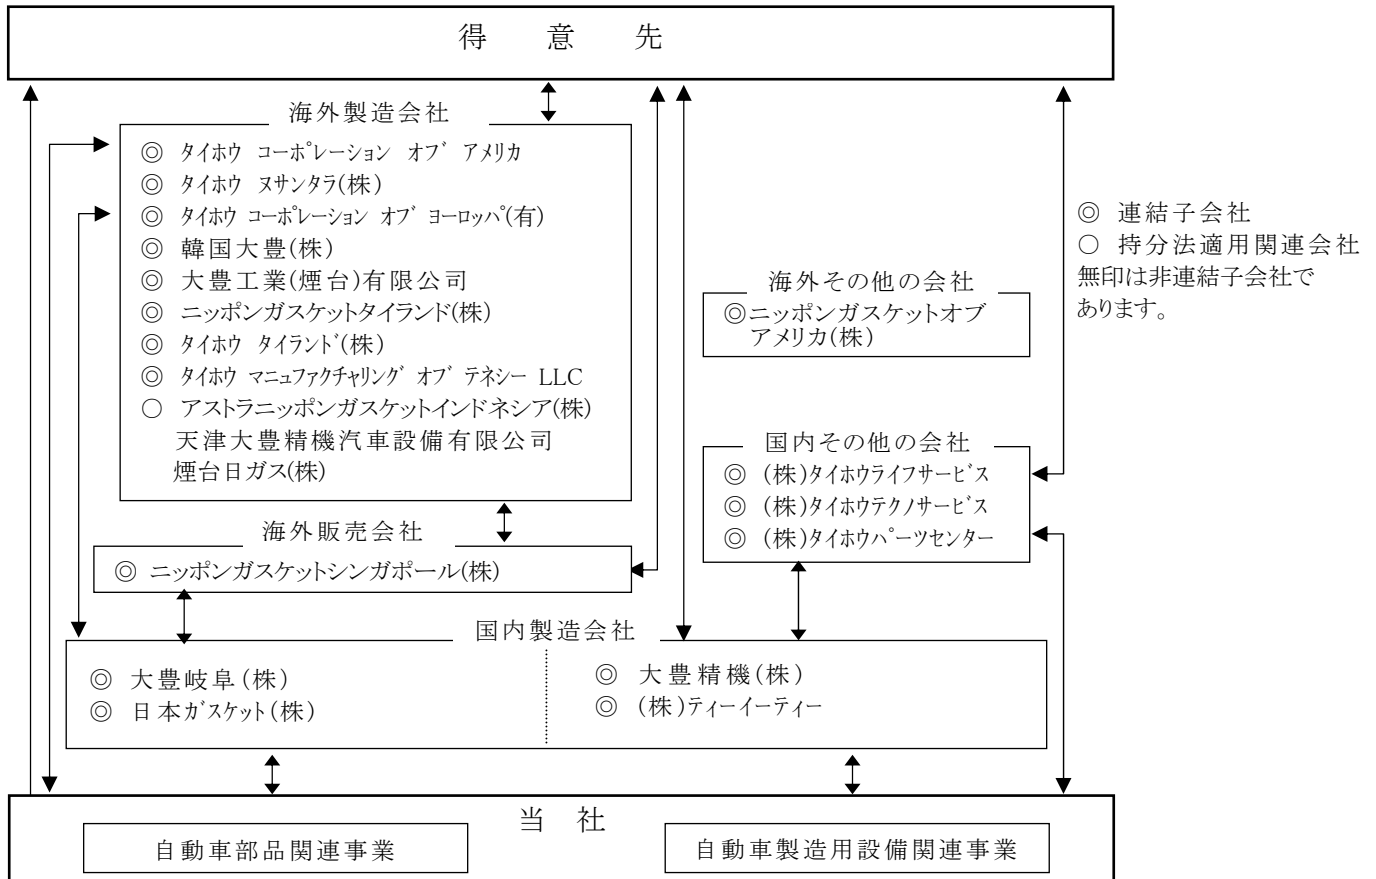 得　意　先
海外製造会社
◎ タイホウ コーポレーション オブ アメリカ
◎ タイホウ ヌサンタラ(株)
◎ タイホウ コーポレーション オブ ヨーロッパ(有)
◎ 韓国大豊(株)
◎ 大豊工業(煙台)有限公司
◎ ニッポンガスケットタイランド(株)
◎ タイホウ タイランド(株)
◎ タイホウ マニュファクチャリング オブ テネシー LLC
○ アストラニッポンガスケットインドネシア(株)
天津大豊精機汽車設備有限公司
煙台日ガス(株)
海外販売会社
◎ ニッポンガスケットシンガポール(株)
海外その他の会社
◎ニッポンガスケットオブ
アメリカ(株)
国内その他の会社
◎ (株)タイホウライフサービス
◎ (株)タイホウテクノサービス
◎ (株)タイホウパーツセンター
◎ 連結子会社
○ 持分法適用関連会社
無印は非連結子会社で
あります。
国内製造会社
◎ 大豊岐阜(株)
◎ 日本ガスケット(株)
◎ 大豊精機(株)
◎ (株)ティーイーティー
当　社
自動車部品関連事業
自動車製造用設備関連事業